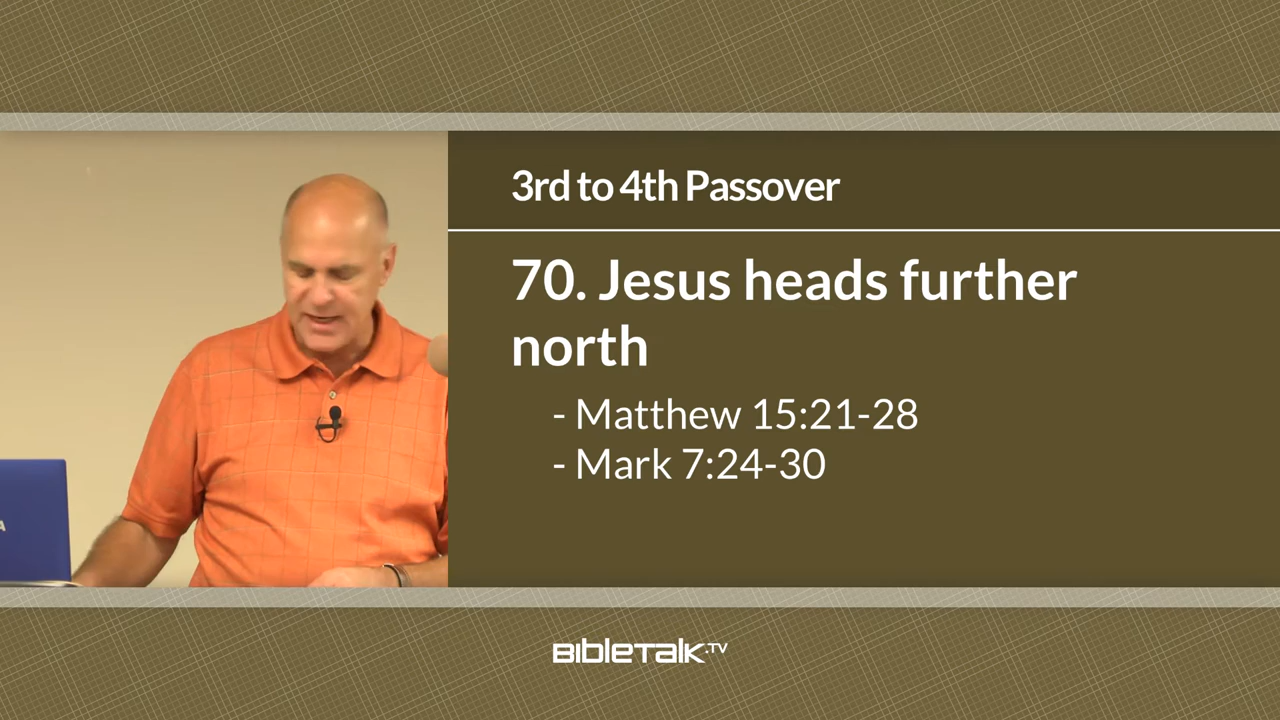 3rd to 4th Passover
70. Jesus heads further
north
- Matthew 15:21-28
- Mark 7:24-30
A
BibleTalk.TV